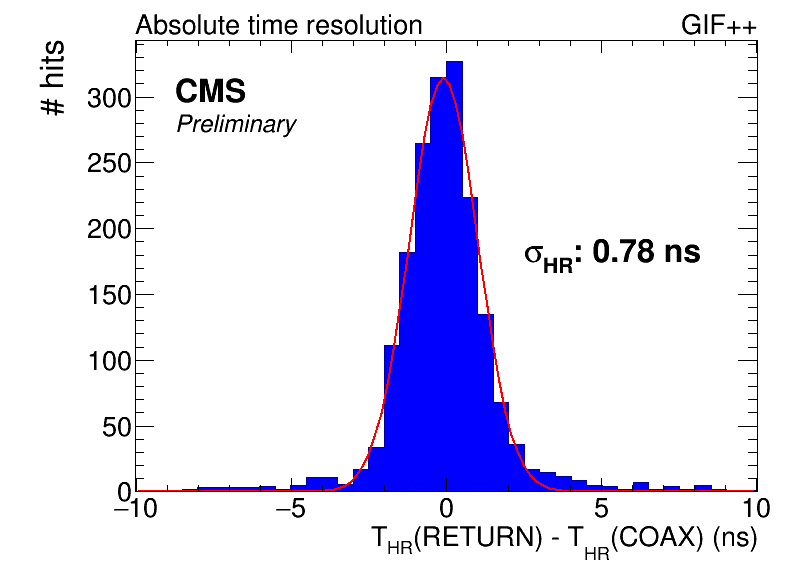 Absolute time resolution GIF++
# hits
CMS
Preliminary
σHR: 0.78 ns
300
250
200
150
100
50
0
−10 −5 0 5 10
THR(RETURN) - THR(COAX) (ns)